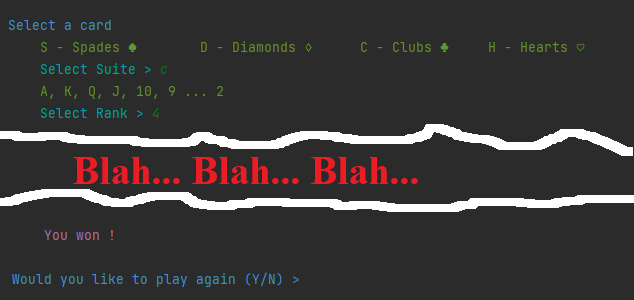 Select a card
S - Spades ♠ D - Diamonds ◊ C - Clubs ♣ H - Hearts ♡
Select Suite > c
A, K, Q, J, 10, 9 ... 2
Select Rank > 4
Blah... Blah... Blah...
You won !
Would you like to play again (Y/N) >